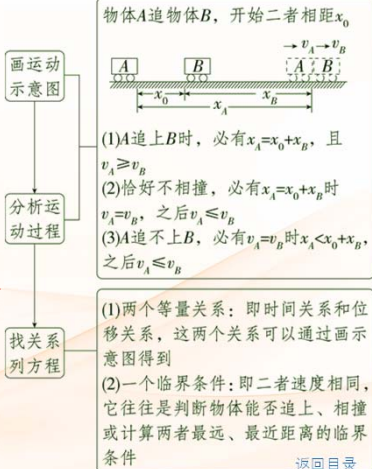 物体A追物体B，开始二者相距x₀
画运动
示意图
A B A B
→v_A→v_B
x₀ x_B
x_A
(1)A追上B时，必有x_A=x₀+x_B，且
v_A≥v_B
(2)恰好不相撞，必有x_A=x₀+x_B时
v_A=v_B，之后v_A≤v_B
(3)A追不上B，必有v_A=v_B时x_A<x₀+x_B，
之后v_A≤v_B
分析运
动过程
找关系
列方程
(1)两个等量关系：即时间关系和位
移关系，这两个关系可以通过画示
意图得到
(2)一个临界条件：即二者速度相同，
它往往是判断物体能否追上、相撞
或计算两者最远、最近距离的临界
条件
返回目录